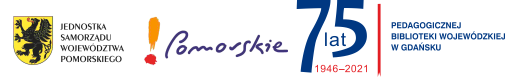 JEDNOSTKA
SAMORZĄDU
WOJEWÓDZTWA
POMORSKIEGO
! Pomorskie
75
lat
1946–2021
PEDAGOGICZNEJ
BIBLIOTEKI WOJEWÓDZKIEJ
W GDAŃSKU